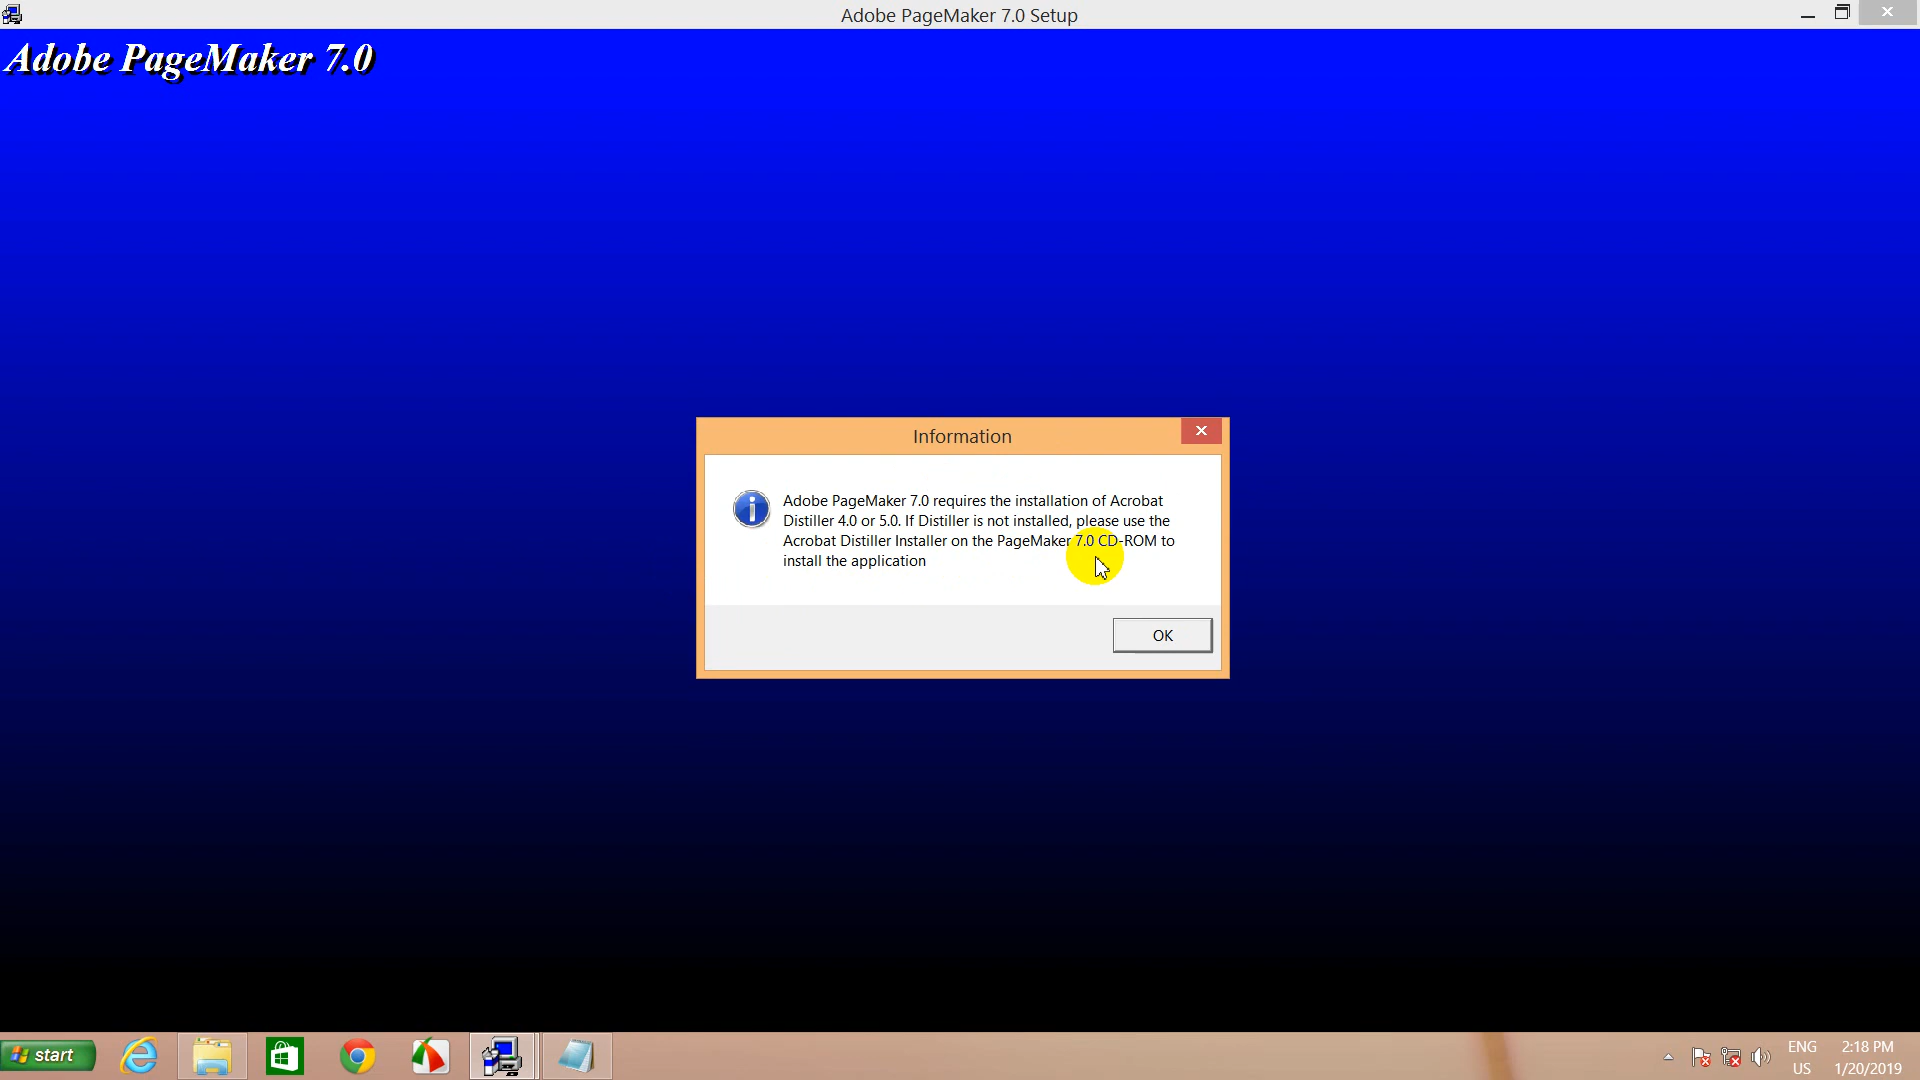 Adobe PageMaker 7.0 Setup
Adobe PageMaker 7.0
Information
Adobe PageMaker 7.0 requires the installation of Acrobat
Distiller 4.0 or 5.0. If Distiller is not installed, please use the
Acrobat Distiller Installer on the PageMaker 7.0 CD-ROM to
install the application
OK
start
ENG
US
2:18 PM
1/20/2019